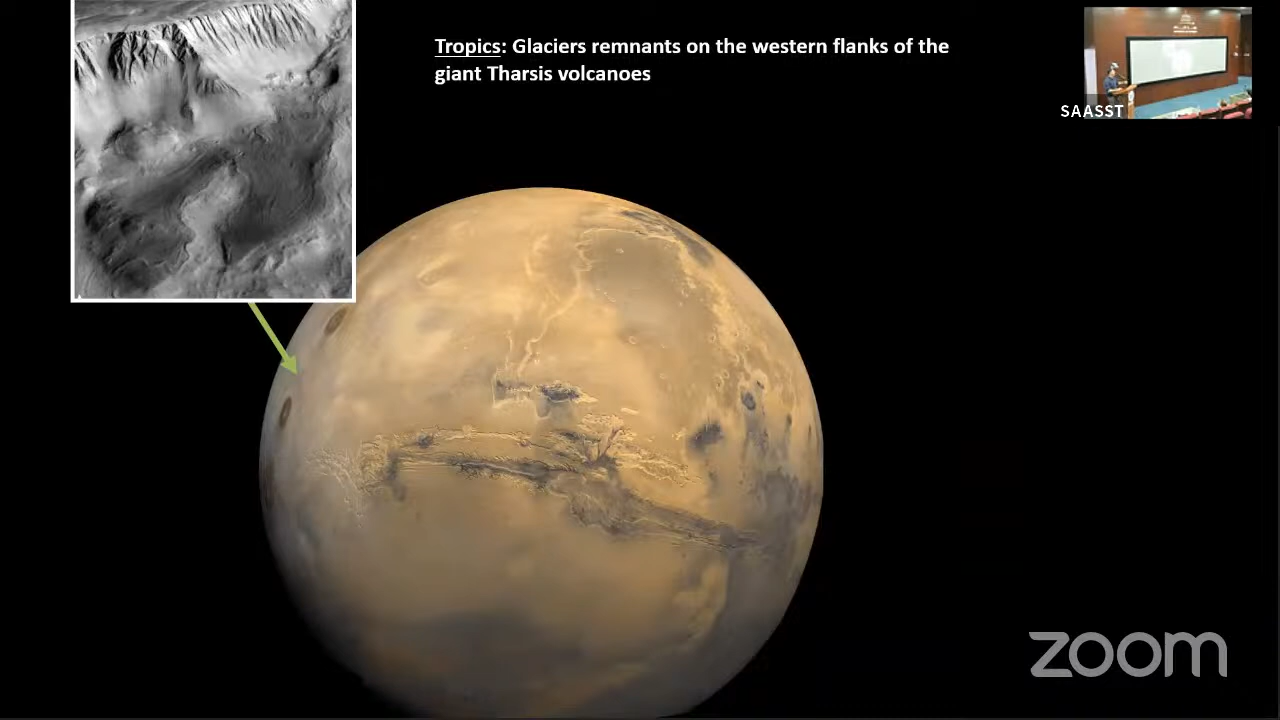 Tropics: Glaciers remnants on the western flanks of the
giant Tharsis volcanoes
SAASST
zoom